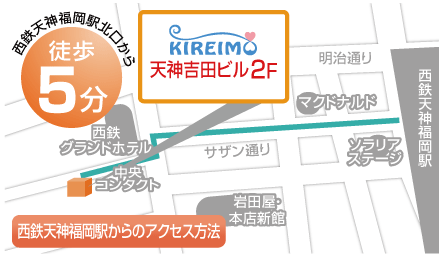 西鉄天神福岡駅北口から
徒歩
5分
KIREIMO
天神吉田ビル2F
明治通り
マクドナルド
西鉄天神福岡駅
西鉄
グランドホテル
サザン通り
ソラリア
ステージ
中央
コンタクト
岩田屋・
本店新館
西鉄天神福岡駅からのアクセス方法